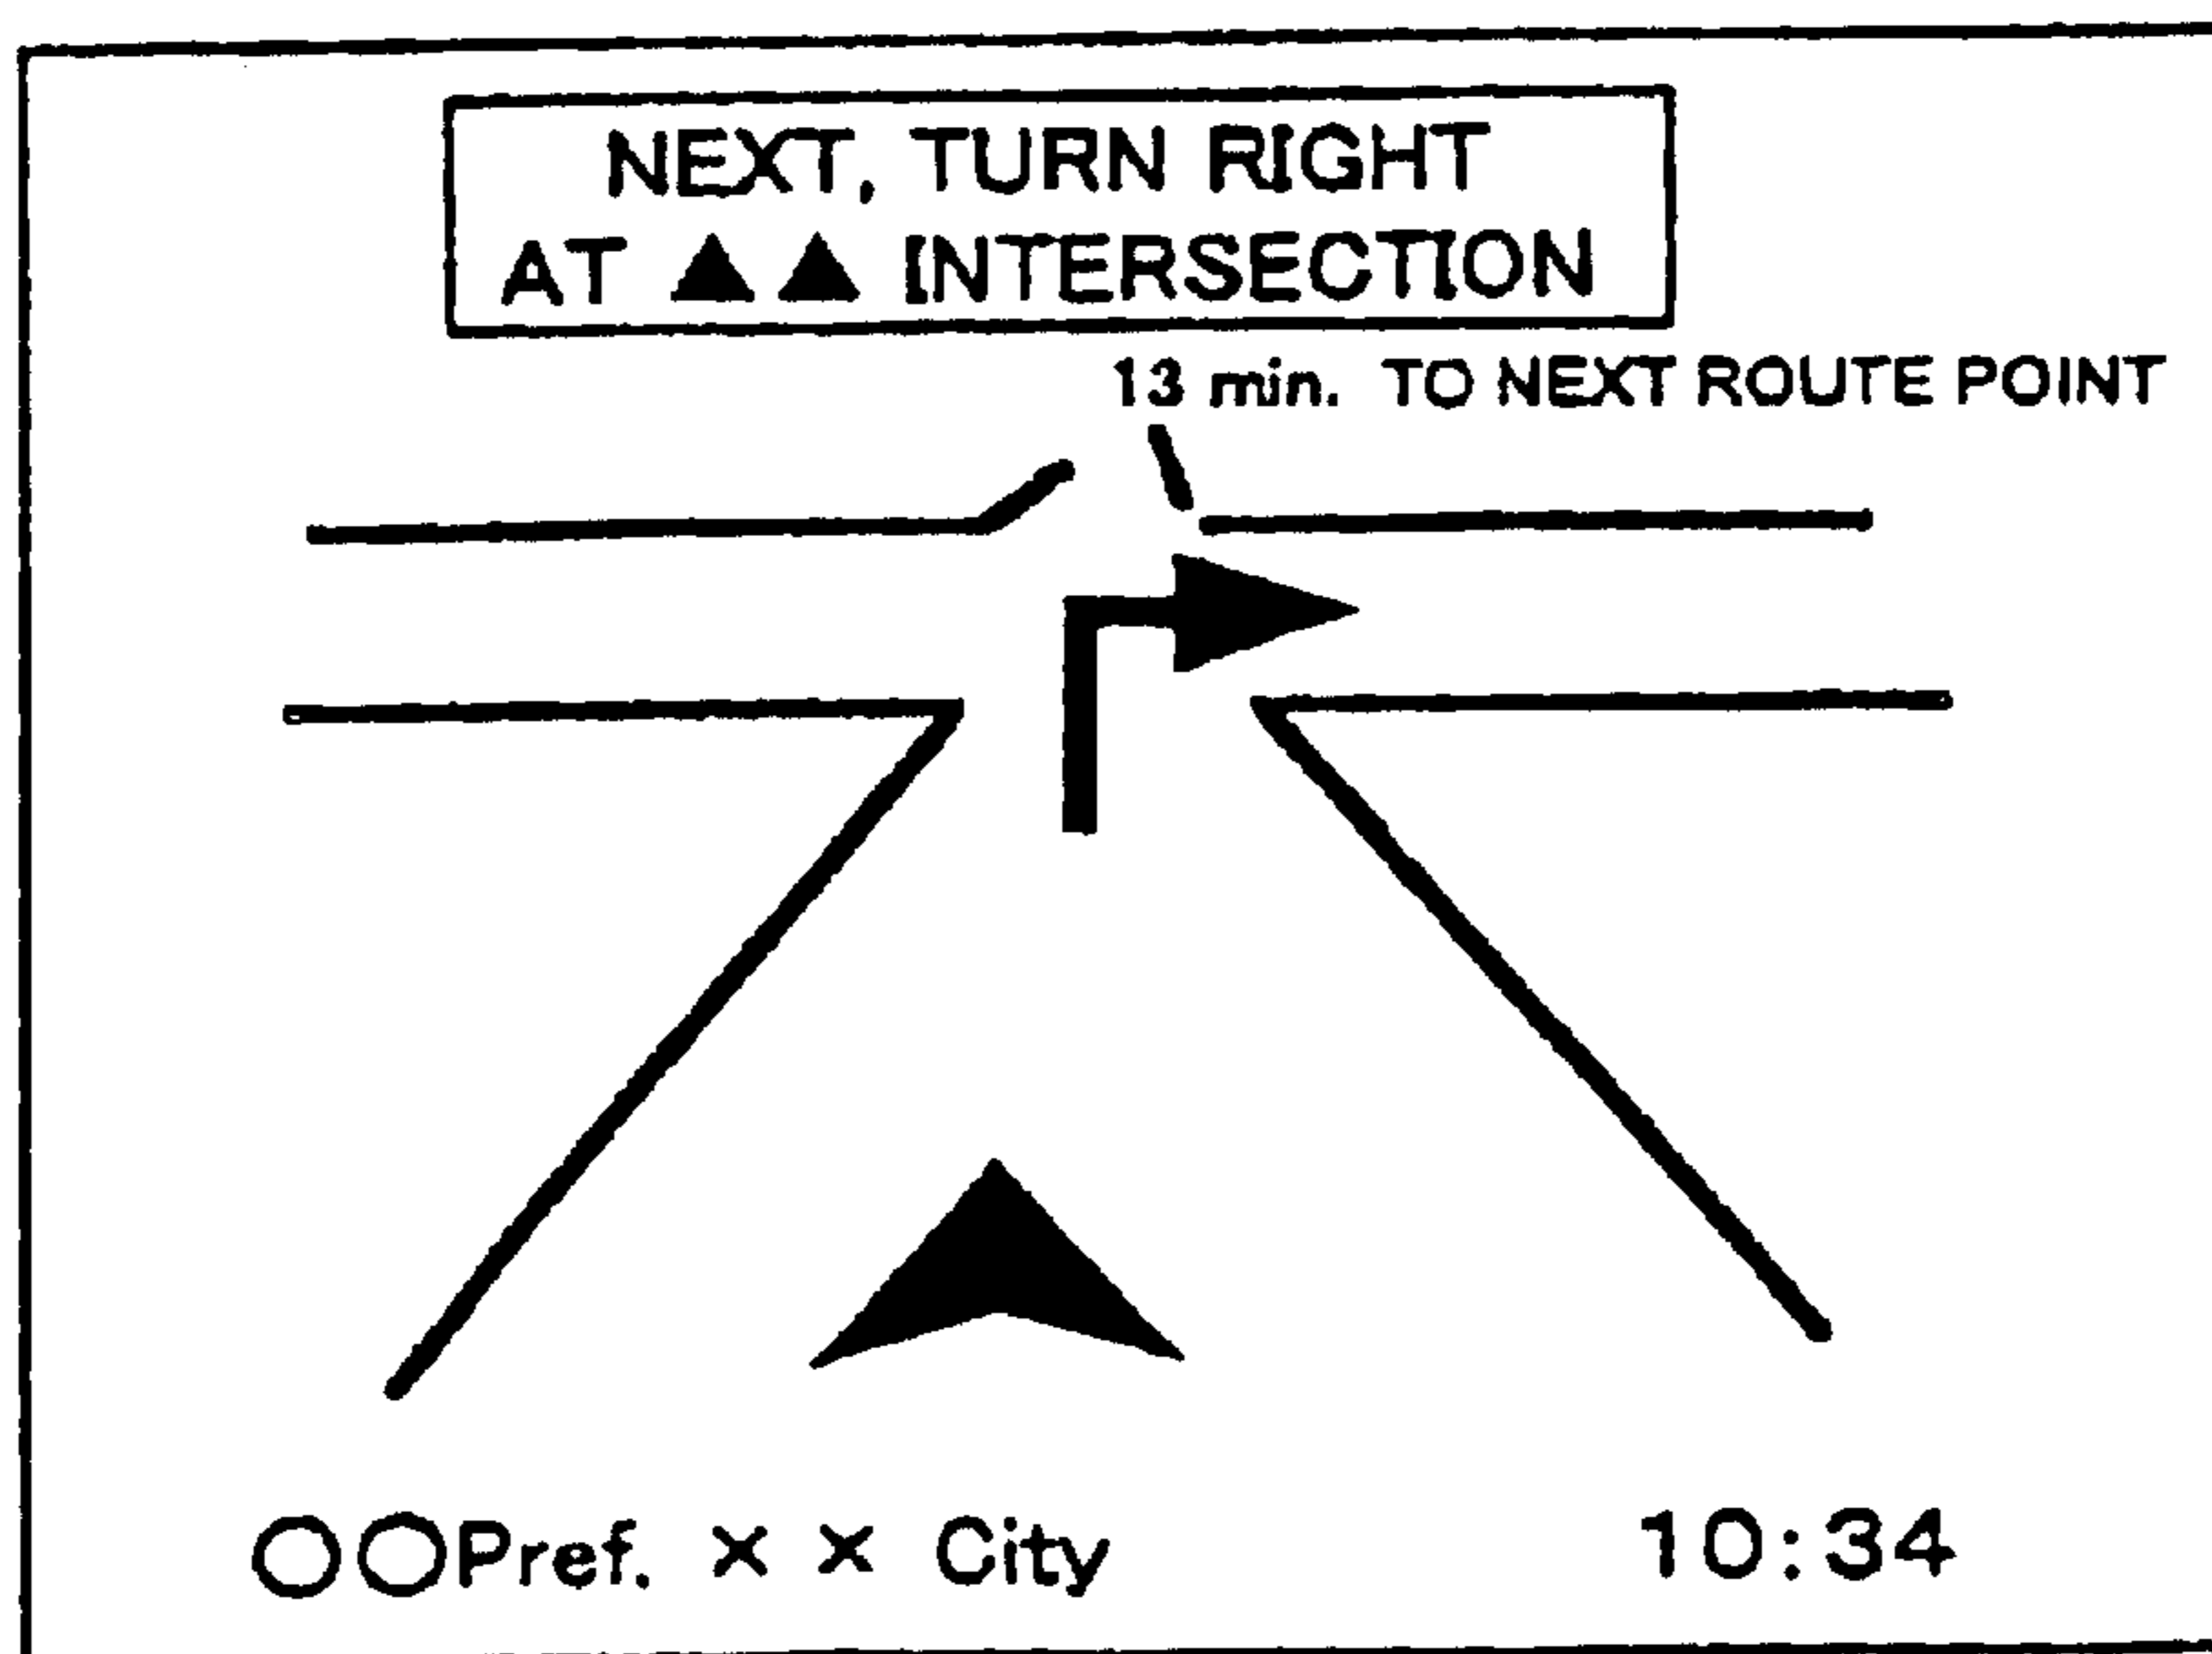 NEXT, TURN RIGHT
AT ▲▲ INTERSECTION
13 min. TO NEXT ROUTE POINT
○○Pref. × × City
10:34